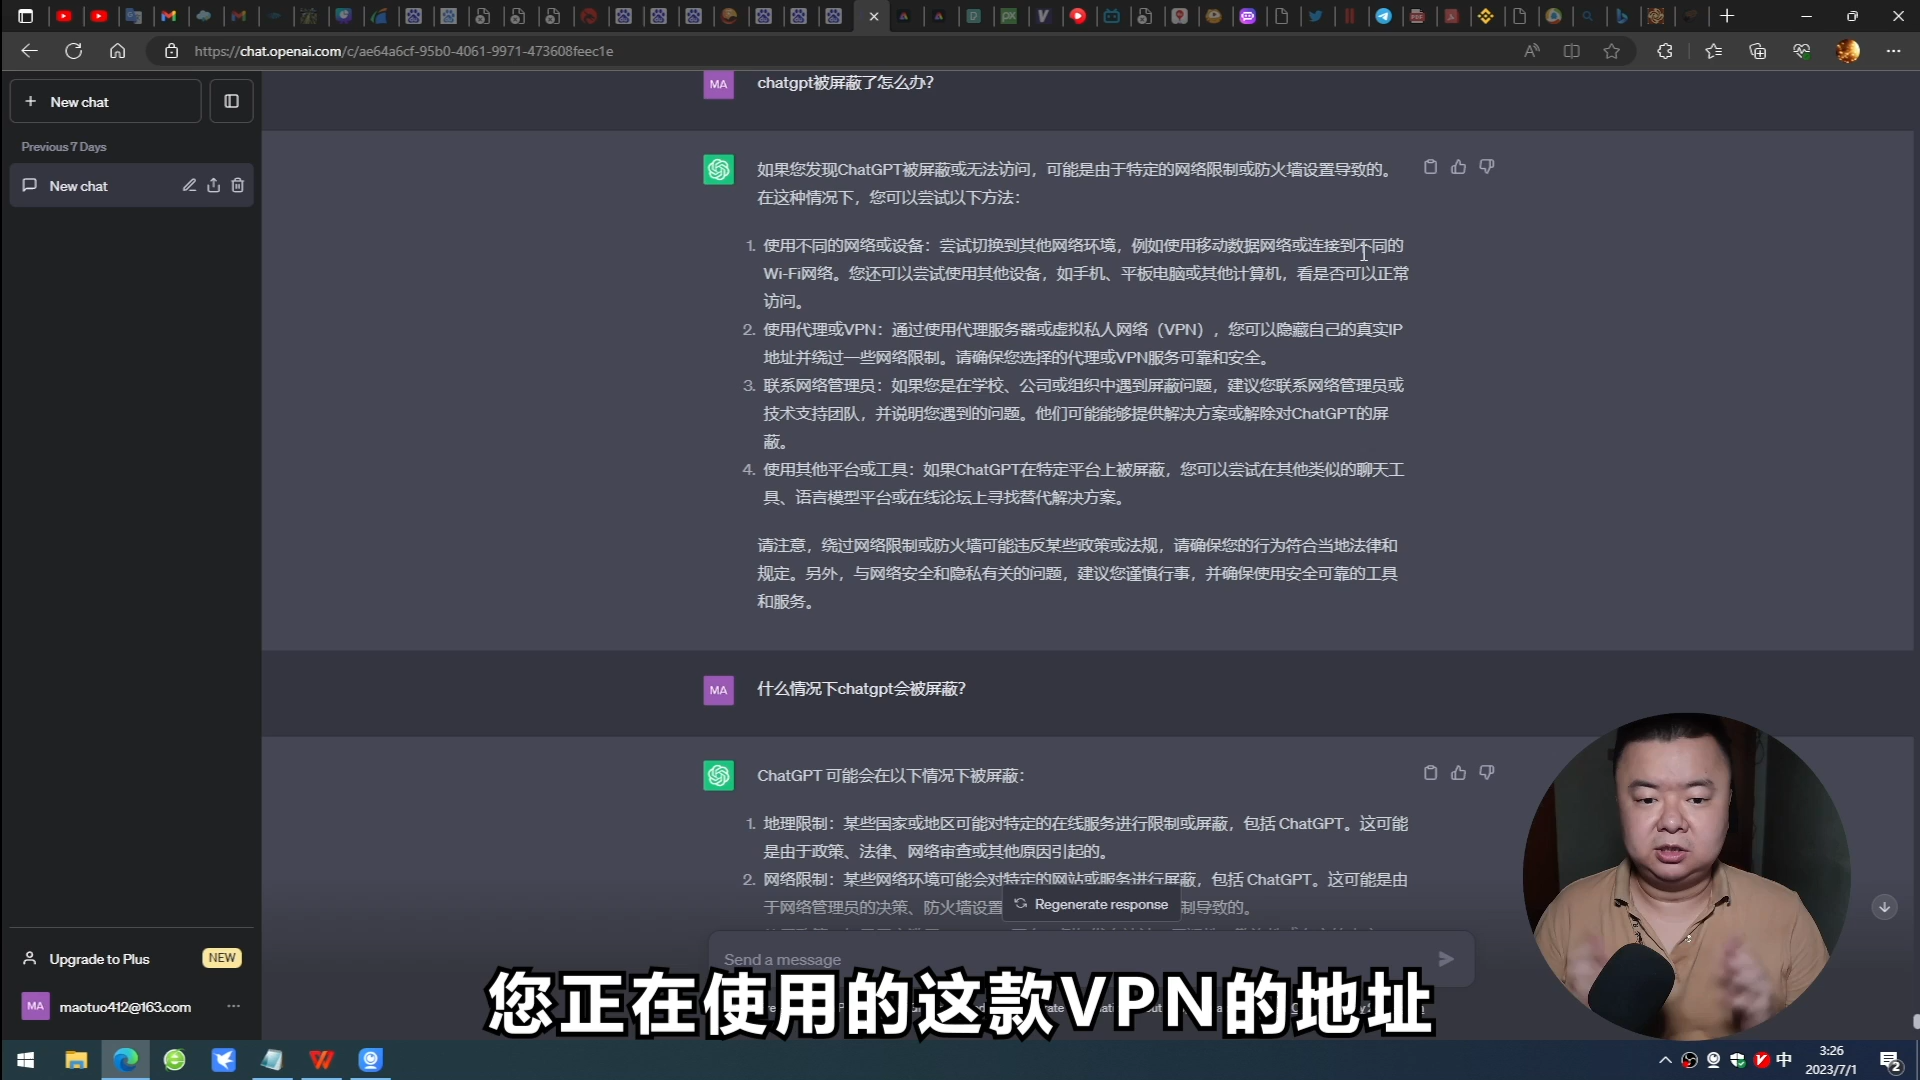 https://chat.openai.com/c/ae64a6cf-95b0-4061-9971-473608feec1e
New chat
Previous 7 Days
New chat
MA
chatgpt被屏蔽了怎么办?
如果您发现ChatGPT被屏蔽或无法访问，可能是由于特定的网络限制或防火墙设置导致的。
在这种情况下，您可以尝试以下方法：
1. 使用不同的网络或设备：尝试切换到其他网络环境，例如使用移动数据网络或连接到不同的
Wi-Fi网络。您还可以尝试使用其他设备，如手机、平板电脑或其他计算机，看是否可以正常
访问。
2. 使用代理或VPN：通过使用代理服务器或虚拟私人网络（VPN），您可以隐藏自己的真实IP
地址并绕过一些网络限制。请确保您选择的代理或VPN服务可靠和安全。
3. 联系网络管理员：如果您是在学校、公司或组织中遇到屏蔽问题，建议您联系网络管理员或
技术支持团队，并说明您遇到的问题。他们可能能够提供解决方案或解除对ChatGPT的屏
蔽。
4. 使用其他平台或工具：如果ChatGPT在特定平台上被屏蔽，您可以尝试在其他类似的聊天工
具、语言模型平台或在线论坛上寻找替代解决方案。
请注意，绕过网络限制或防火墙可能违反某些政策或法规，请确保您的行为符合当地法律和
规定。另外，与网络安全和隐私有关的问题，建议您谨慎行事，并确保使用安全可靠的工具
和服务。
MA
什么情况下chatgpt会被屏蔽?
ChatGPT 可能会在以下情况下被屏蔽：
1. 地理限制：某些国家或地区可能对特定的在线服务进行限制或屏蔽，包括 ChatGPT。这可能
是由于政策、法律、网络审查或其他原因引起的。
2. 网络限制：某些网络环境可能会对特定的网站或服务进行屏蔽，包括 ChatGPT。这可能是由
于网络管理员的决策、防火墙设置
制导致的。
Regenerate response
Send a message
Upgrade to Plus
NEW
MA
maotuo412@163.com
您正在使用的这款VPN的地址
中
3:26
2023/7/1
2